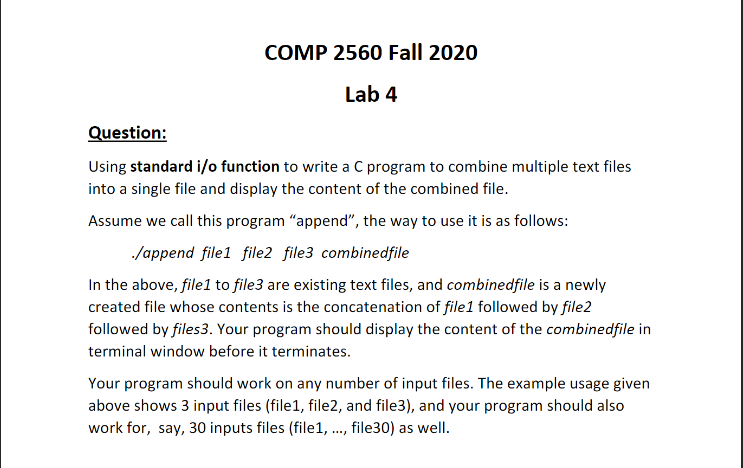 COMP 2560 Fall 2020
Lab 4
Question:
Using standard i/o function to write a C program to combine multiple text files
into a single file and display the content of the combined file.
Assume we call this program “append”, the way to use it is as follows:
./append file1 file2 file3 combinedfile
In the above, file1 to file3 are existing text files, and combinedfile is a newly
created file whose contents is the concatenation of file1 followed by file2
followed by files3. Your program should display the content of the combinedfile in
terminal window before it terminates.
Your program should work on any number of input files. The example usage given
above shows 3 input files (file1, file2, and file3), and your program should also
work for, say, 30 inputs files (file1, …, file30) as well.